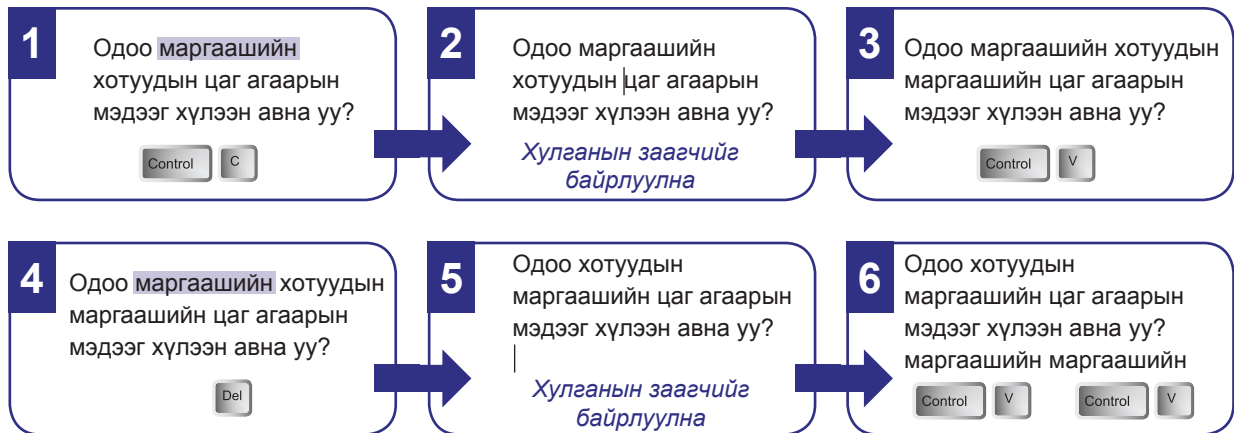 1
Одоо маргаашийн
хотуудын цаг агаарын
мэдээг хүлээн авна уу?
Control C
2
Одоо маргаашийн
хотуудын цаг агаарын
мэдээг хүлээн авна уу?
Хулганын заагчийг
байрлуулна
3
Одоо маргаашийн хотуудын
маргаашийн цаг агаарын
мэдээг хүлээн авна уу?
Control V
4
Одоо маргаашийн хотуудын
маргаашийн цаг агаарын
мэдээг хүлээн авна уу?
Del
5
Одоо хотуудын
маргаашийн цаг агаарын
мэдээг хүлээн авна уу?
Хулганын заагчийг
байрлуулна
6
Одоо хотуудын
маргаашийн цаг агаарын
мэдээг хүлээн авна уу?
маргаашийн маргаашийн
Control V Control V